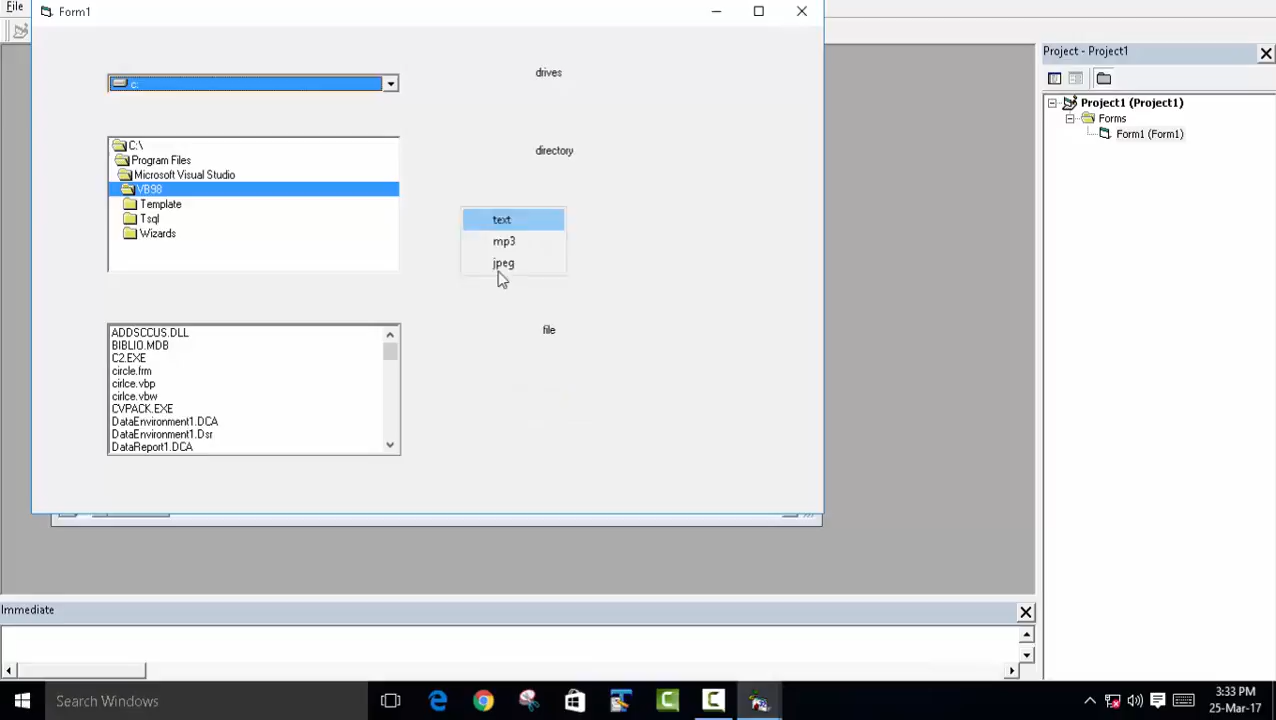 File
Form1
c:
drives
C:\
Program Files
Microsoft Visual Studio
VB98
Template
Tsql
Wizards
directory
text
mp3
jpeg
ADDSCCUS.DLL
BIBLIO.MDB
C2.EXE
circle.frm
cirlce.vbp
cirlce.vbw
CVPACK.EXE
DataEnvironment1.DCA
DataEnvironment1.Dsr
DataReport1.DCA
file
Project - Project1
Project1 (Project1)
Forms
Form1 (Form1)
Immediate
Search Windows
3:33 PM
25-Mar-17